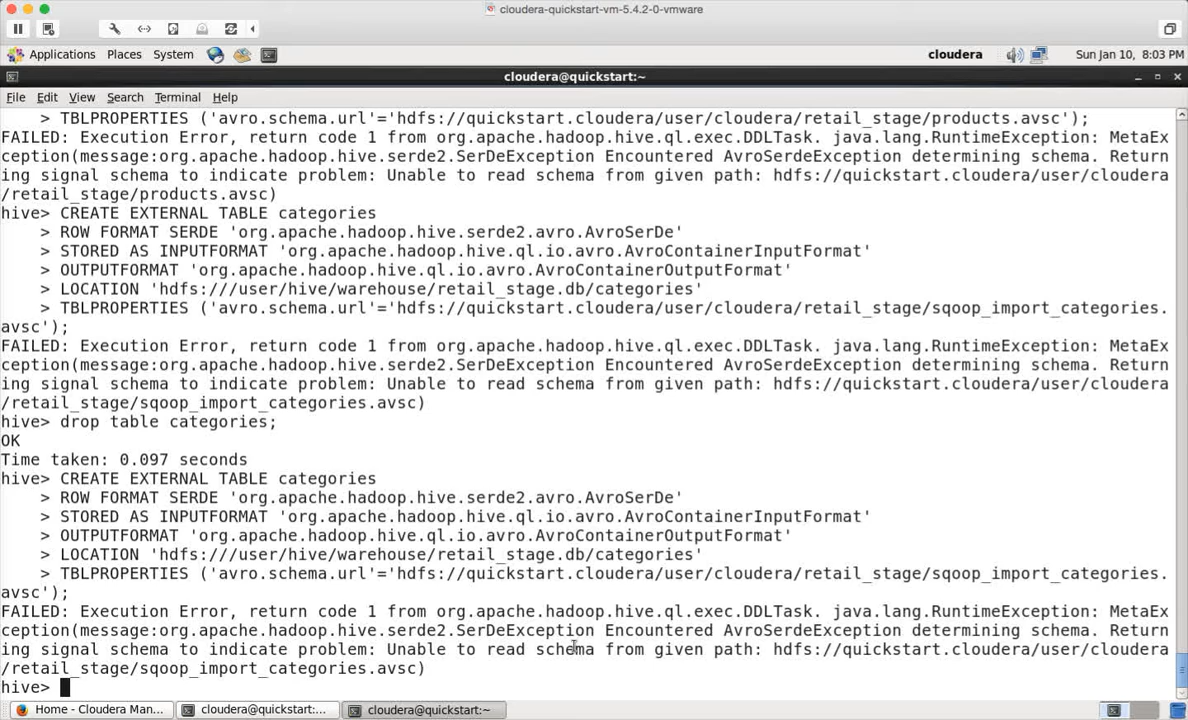 cloudera-quickstart-vm-5.4.2-0-vmware
Applications Places System cloudera Sun Jan 10, 8:03 PM
cloudera@quickstart:~
File Edit View Search Terminal Help
    > TBLPROPERTIES ('avro.schema.url'='hdfs://quickstart.cloudera/user/cloudera/retail_stage/products.avsc');
FAILED: Execution Error, return code 1 from org.apache.hadoop.hive.ql.exec.DDLTask. java.lang.RuntimeException: MetaEx
ception(message:org.apache.hadoop.hive.serde2.SerDeException Encountered AvroSerdeException determining schema. Return
ing signal schema to indicate problem: Unable to read schema from given path: hdfs://quickstart.cloudera/user/cloudera
/retail_stage/products.avsc)
hive> CREATE EXTERNAL TABLE categories
    > ROW FORMAT SERDE 'org.apache.hadoop.hive.serde2.avro.AvroSerDe'
    > STORED AS INPUTFORMAT 'org.apache.hadoop.hive.ql.io.avro.AvroContainerInputFormat'
    > OUTPUTFORMAT 'org.apache.hadoop.hive.ql.io.avro.AvroContainerOutputFormat'
    > LOCATION 'hdfs:///user/hive/warehouse/retail_stage.db/categories'
    > TBLPROPERTIES ('avro.schema.url'='hdfs://quickstart.cloudera/user/cloudera/retail_stage/sqoop_import_categories.
avsc');
FAILED: Execution Error, return code 1 from org.apache.hadoop.hive.ql.exec.DDLTask. java.lang.RuntimeException: MetaEx
ception(message:org.apache.hadoop.hive.serde2.SerDeException Encountered AvroSerdeException determining schema. Return
ing signal schema to indicate problem: Unable to read schema from given path: hdfs://quickstart.cloudera/user/cloudera
/retail_stage/sqoop_import_categories.avsc)
hive> drop table categories;
OK
Time taken: 0.097 seconds
hive> CREATE EXTERNAL TABLE categories
    > ROW FORMAT SERDE 'org.apache.hadoop.hive.serde2.avro.AvroSerDe'
    > STORED AS INPUTFORMAT 'org.apache.hadoop.hive.ql.io.avro.AvroContainerInputFormat'
    > OUTPUTFORMAT 'org.apache.hadoop.hive.ql.io.avro.AvroContainerOutputFormat'
    > LOCATION 'hdfs:///user/hive/warehouse/retail_stage.db/categories'
    > TBLPROPERTIES ('avro.schema.url'='hdfs://quickstart.cloudera/user/cloudera/retail_stage/sqoop_import_categories.
avsc');
FAILED: Execution Error, return code 1 from org.apache.hadoop.hive.ql.exec.DDLTask. java.lang.RuntimeException: MetaEx
ception(message:org.apache.hadoop.hive.serde2.SerDeException Encountered AvroSerdeException determining schema. Return
ing signal schema to indicate problem: Unable to read schema from given path: hdfs://quickstart.cloudera/user/cloudera
/retail_stage/sqoop_import_categories.avsc)
hive>
Home - Cloudera Man... cloudera@quickstart:... cloudera@quickstart:~